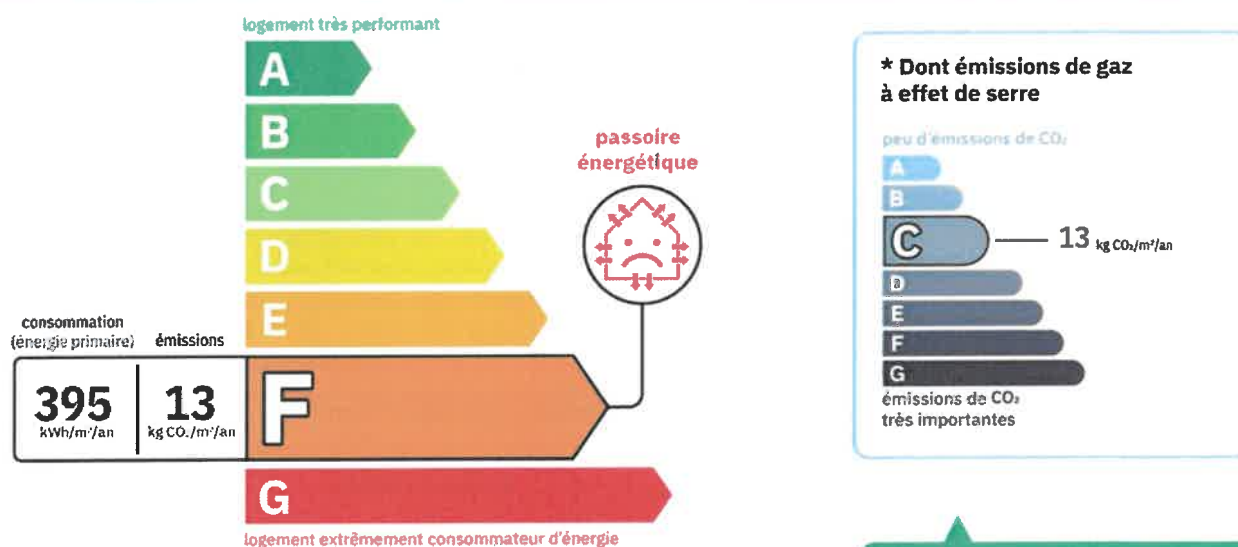 logement très performant
A
B
C
D
E
F
G
passoire
énergétique
consommation
(énergie primaire)
émissions
395
kWh/m²/an
13
kg CO₂/m²/an
logement extrêmement consommateur d'énergie
* Dont émissions de gaz
à effet de serre
peu d'émissions de CO₂
A
B
C
13 kg CO₂/m²/an
D
E
F
G
émissions de CO₂
très importantes